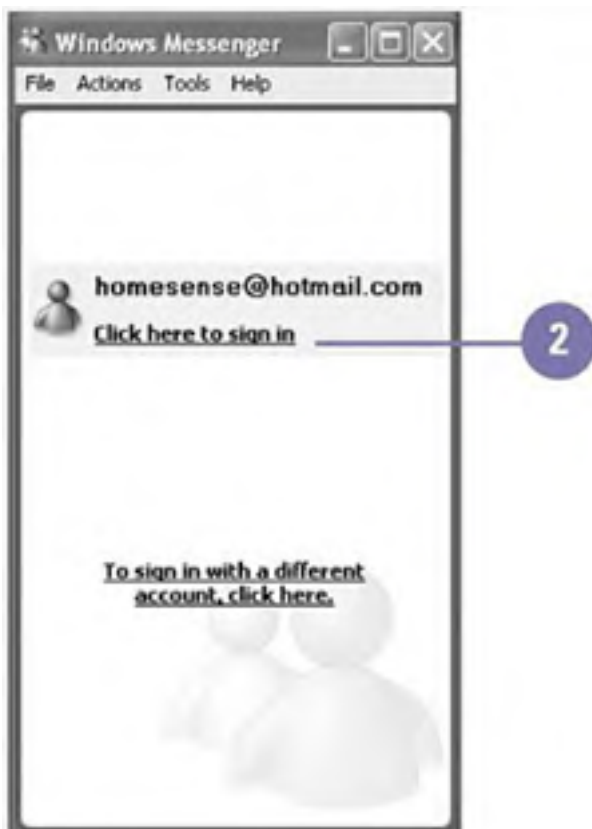 Windows Messenger
File Actions Tools Help
homesense@hotmail.com
Click here to sign in
2
To sign in with a different
account, click here.